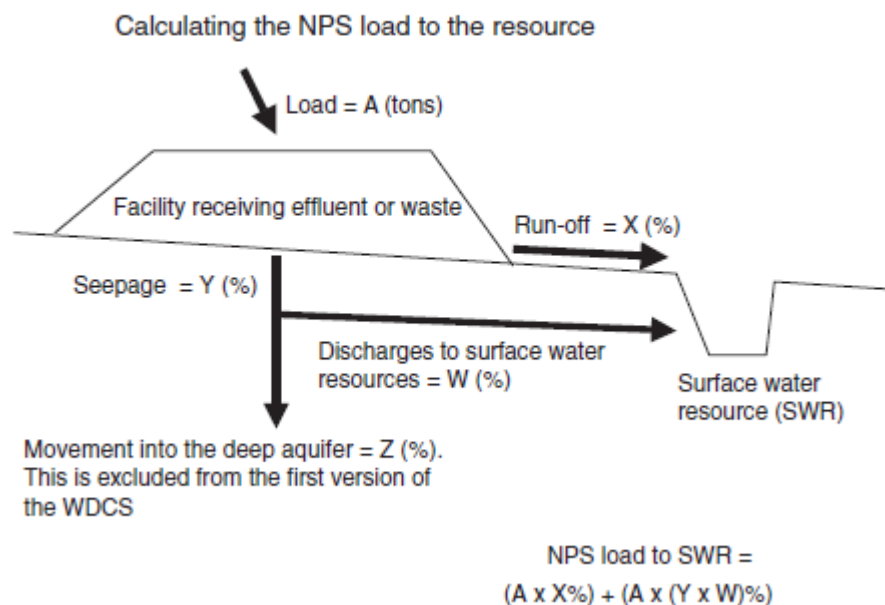 Calculating the NPS load to the resource
Load = A (tons)
Facility receiving effluent or waste
Run-off = X (%)
Seepage = Y (%)
Discharges to surface water
resources = W (%)
Surface water
resource (SWR)
Movement into the deep aquifer = Z (%).
This is excluded from the first version of
the WDCS
NPS load to SWR =
(A x X%) + (A x (Y x W)%)